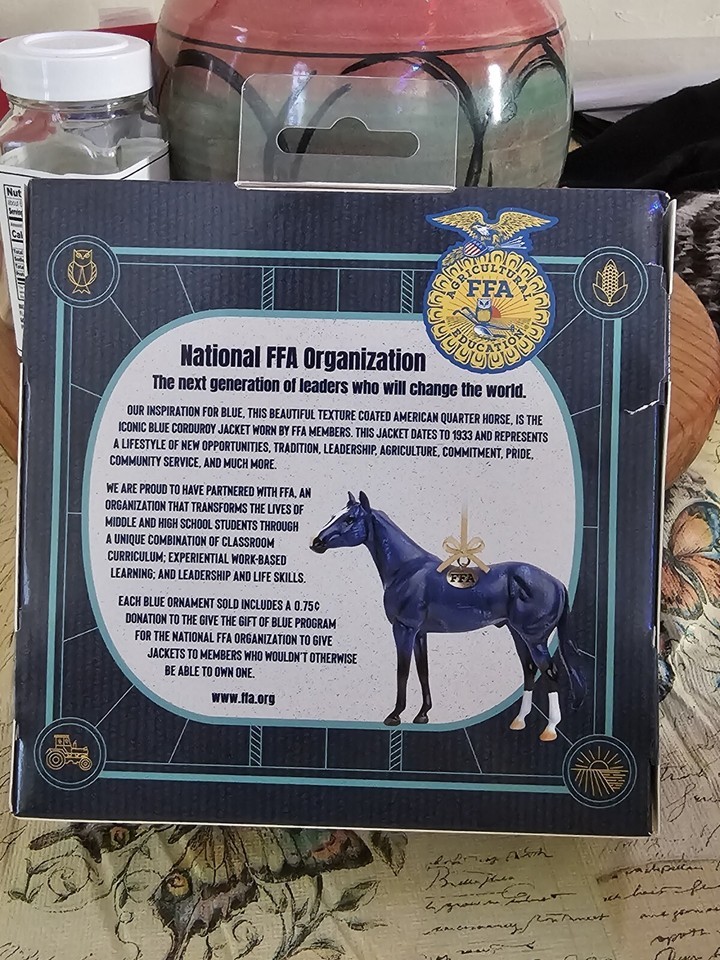 Nut
Servin
Cal
AGRICULTURAL
FFA
EDUCATION
National FFA Organization
The next generation of leaders who will change the world.
OUR INSPIRATION FOR BLUE, THIS BEAUTIFUL TEXTURE COATED AMERICAN QUARTER HORSE, IS THE
ICONIC BLUE CORDUROY JACKET WORN BY FFA MEMBERS. THIS JACKET DATES TO 1933 AND REPRESENTS
A LIFESTYLE OF NEW OPPORTUNITIES, TRADITION, LEADERSHIP, AGRICULTURE, COMMITMENT, PRIDE,
COMMUNITY SERVICE, AND MUCH MORE.
WE ARE PROUD TO HAVE PARTNERED WITH FFA, AN
ORGANIZATION THAT TRANSFORMS THE LIVES OF
MIDDLE AND HIGH SCHOOL STUDENTS THROUGH
A UNIQUE COMBINATION OF CLASSROOM
CURRICULUM; EXPERIENTIAL WORK-BASED
LEARNING; AND LEADERSHIP AND LIFE SKILLS.
FFA
EACH BLUE ORNAMENT SOLD INCLUDES A 0.75¢
DONATION TO THE GIVE THE GIFT OF BLUE PROGRAM
FOR THE NATIONAL FFA ORGANIZATION TO GIVE
JACKETS TO MEMBERS WHO WOULDN'T OTHERWISE
BE ABLE TO OWN ONE.
www.ffa.org